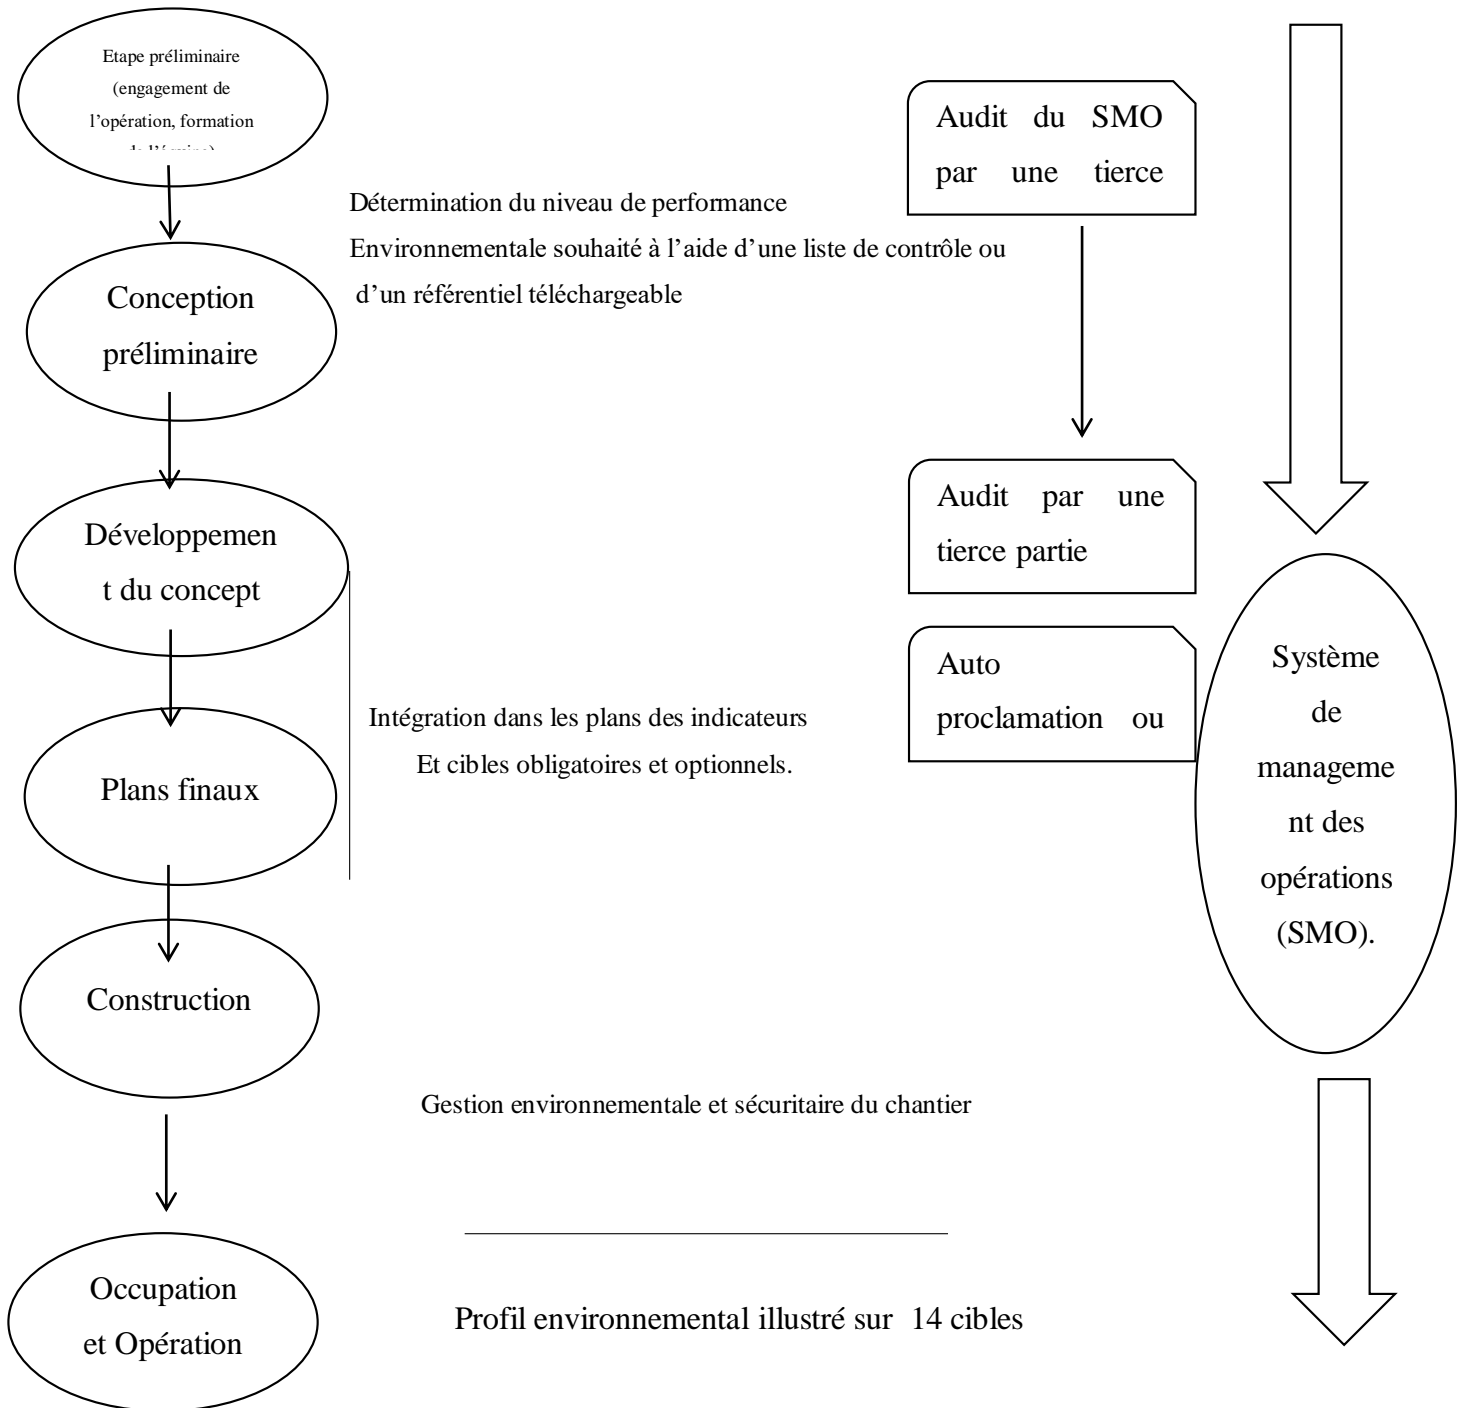 Etape préliminaire
(engagement de
l’opération, formation
Conception
préliminaire
Développemen
t du concept
Plans finaux
Construction
Occupation
et Opération
Détermination du niveau de performance
Environnementale souhaité à l’aide d’une liste de contrôle ou
d’un référentiel téléchargeable
Intégration dans les plans des indicateurs
Et cibles obligatoires et optionnels.
Gestion environnementale et sécuritaire du chantier
Profil environnemental illustré sur 14 cibles
Audit du SMO
par une tierce
Audit par une
tierce partie
Auto
proclamation ou
Système
de
manageme
nt des
opérations
(SMO).